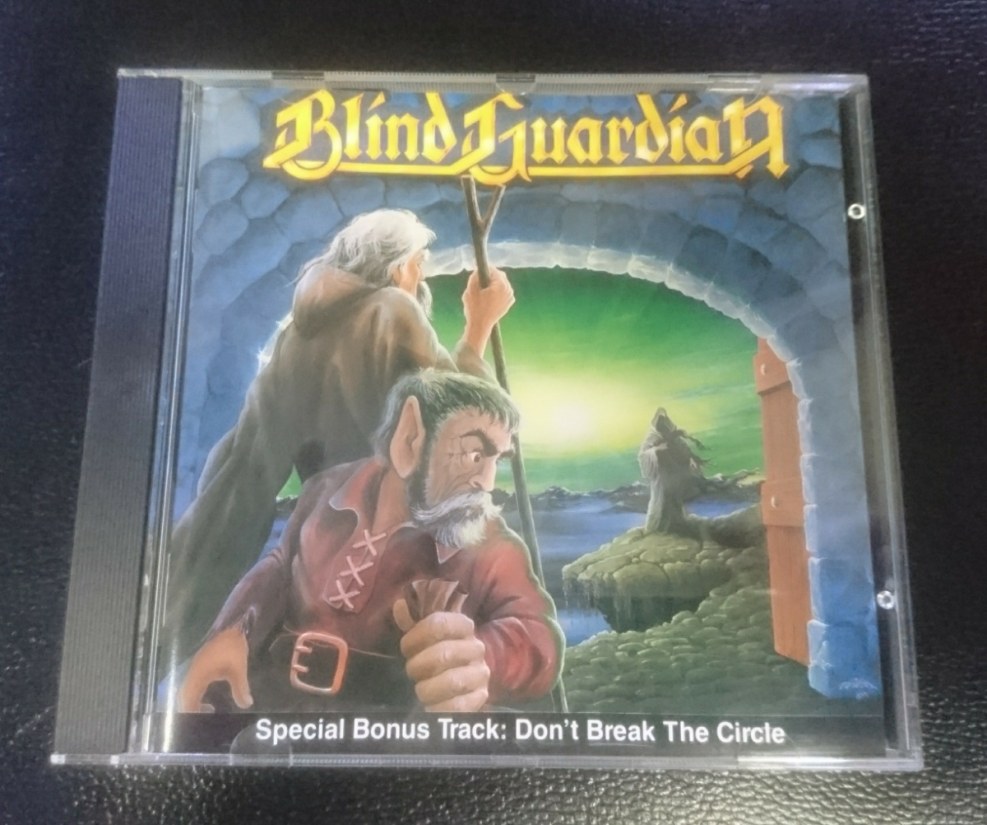 Blind Guardian
Special Bonus Track: Don't Break The Circle